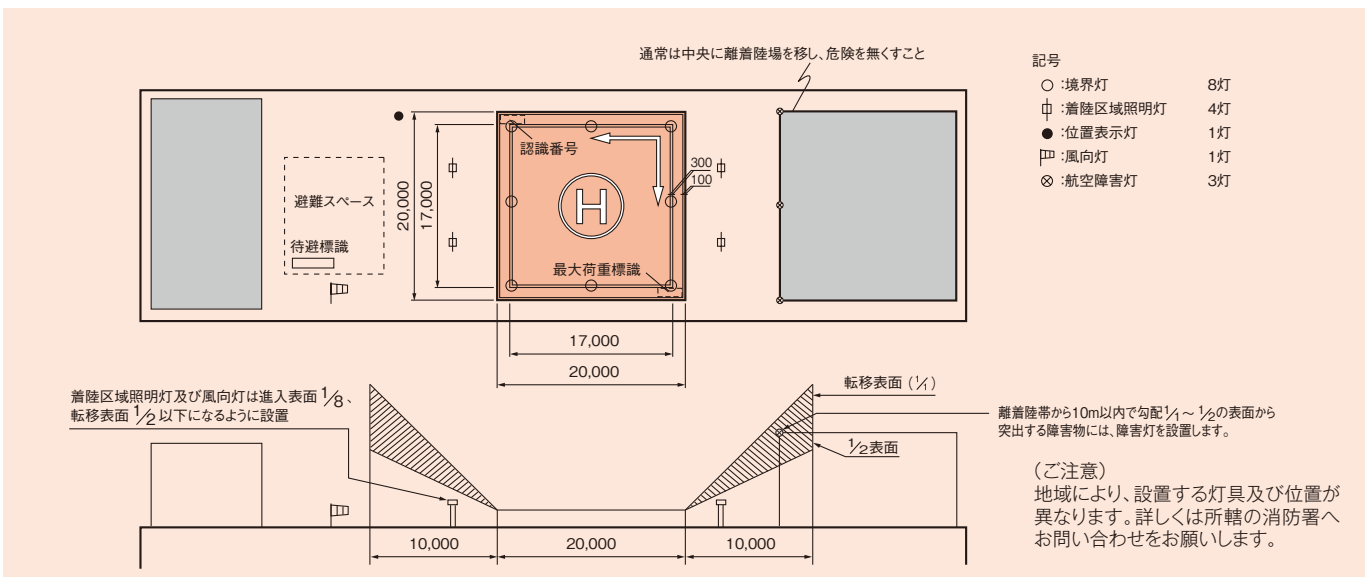 通常は中央に離着陸場を移し、危険を無くすこと
記号
○:境界灯 8灯
:着陸区域照明灯 4灯
●:位置表示灯 1灯
:風向灯 1灯
⊗:航空障害灯 3灯
認識番号
300
100
避難スペース
待避標識
20,000
17,000
H
最大荷重標識
17,000
20,000
着陸区域照明灯及び風向灯は進入表面1/8、
転移表面1/2以下になるように設置
転移表面(1/1)
離着陸帯から10m以内で勾配1/1~1/2の表面から
突出する障害物には、障害灯を設置します。
1/2表面
(ご注意)
地域により、設置する灯具及び位置が
異なります。詳しくは所轄の消防署へ
お問い合わせをお願いします。
10,000
20,000
10,000